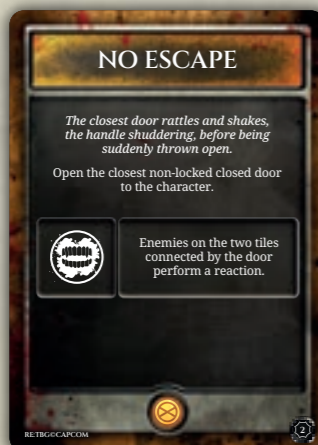 NO ESCAPE
The closest door rattles and shakes,
the handle shuddering, before being
suddenly thrown open.
Open the closest non-locked closed door
to the character.
Enemies on the two tiles
connected by the door
perform a reaction.
RE:TBG©CAPCOM
2